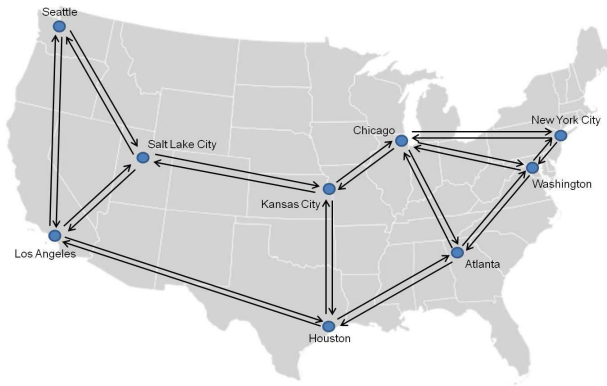 Seattle
New York City
Chicago
Salt Lake City
Washington
Kansas City
Los Angeles
Atlanta
Houston